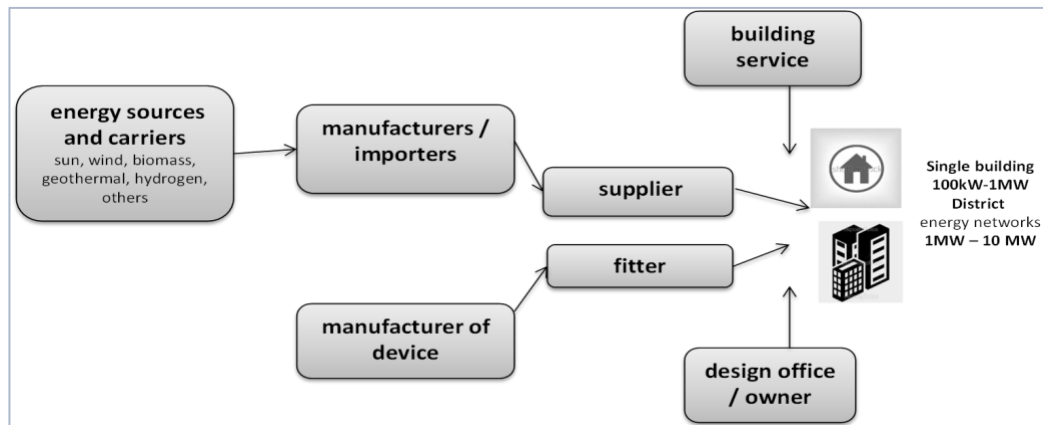 building
service
energy sources
and carriers
sun, wind, biomass,
geothermal, hydrogen,
others
manufacturers /
importers
supplier
Single building
100kW-1MW
District
energy networks
1MW – 10 MW
fitter
manufacturer of
device
design office
/ owner